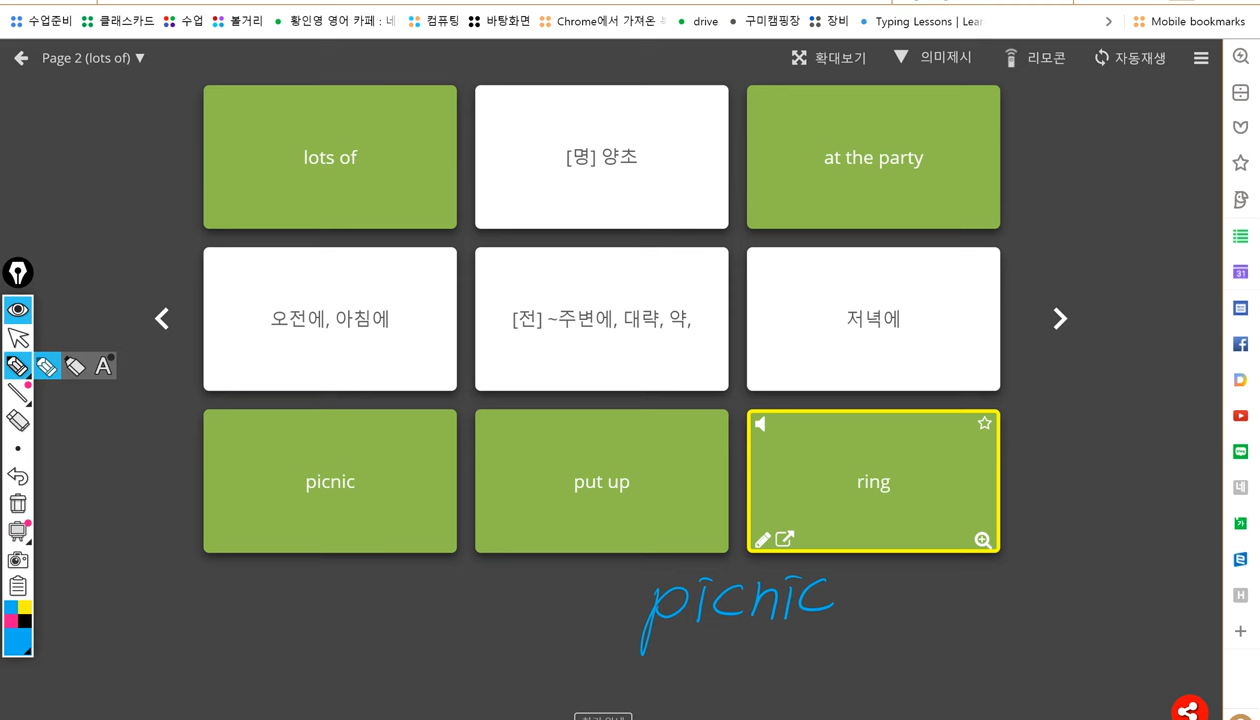 수업준비 클래스카드 수업 볼거리 황인영 영어 카페 : 네 컴퓨팅 바탕화면 Chrome에서 가져온 drive 구미캠핑장 장비 Typing Lessons | Lear Mobile bookmarks
Page 2 (lots of) ▼ 확대보기 ▼ 의미제시 리모콘 자동재생
lots of
[명] 양초
at the party
오전에, 아침에
[전] ~주변에, 대략, 약,
저녁에
picnic
put up
ring
picnic
A
31